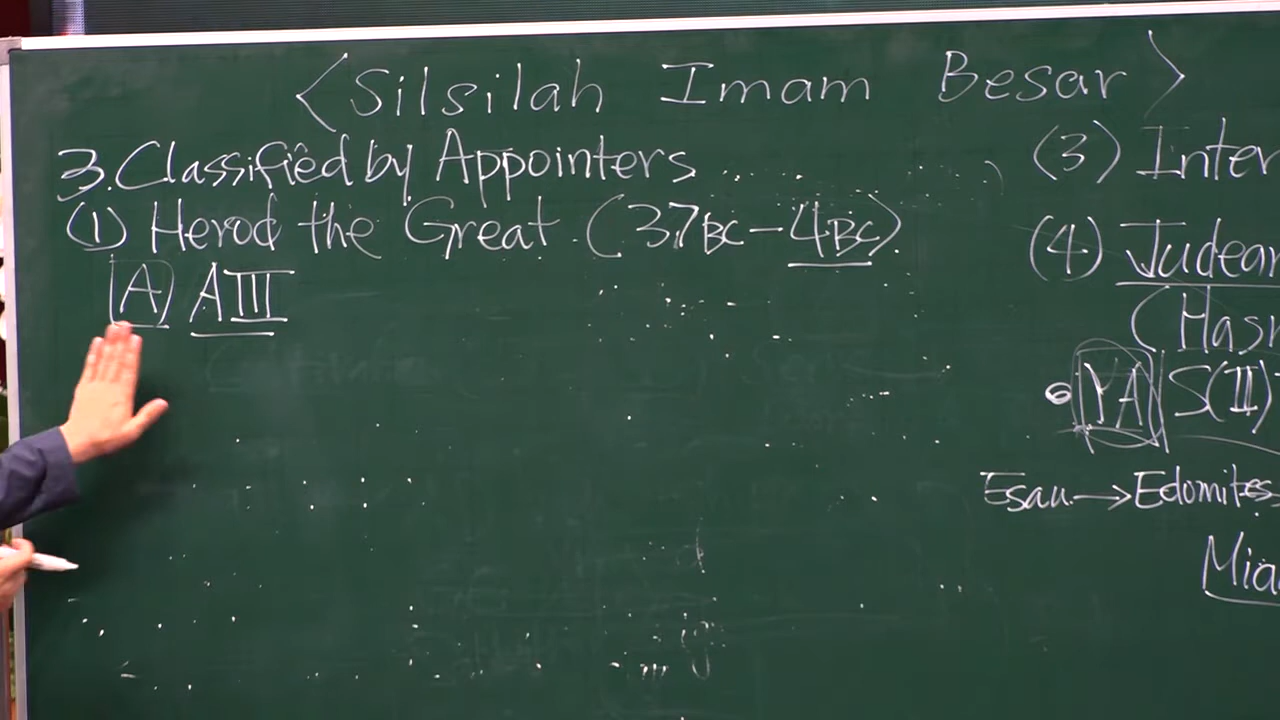 <Silsilah Imam Besar>
3. Classified by Appointers
(1) Herod the Great (37BC-4BC)
[A] AIII
(3) Inter
(4) Judean
(Hasm
YA S(II)
Esau→Edomites
Mia